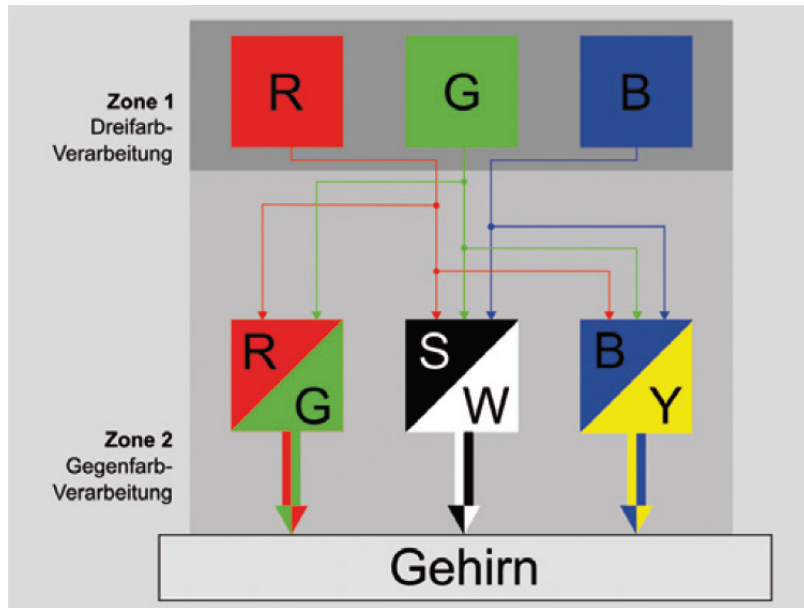 R G B
Zone 1
Dreifarb-
Verarbeitung
R G
S W
B Y
Zone 2
Gegenfarb-
Verarbeitung
Gehirn